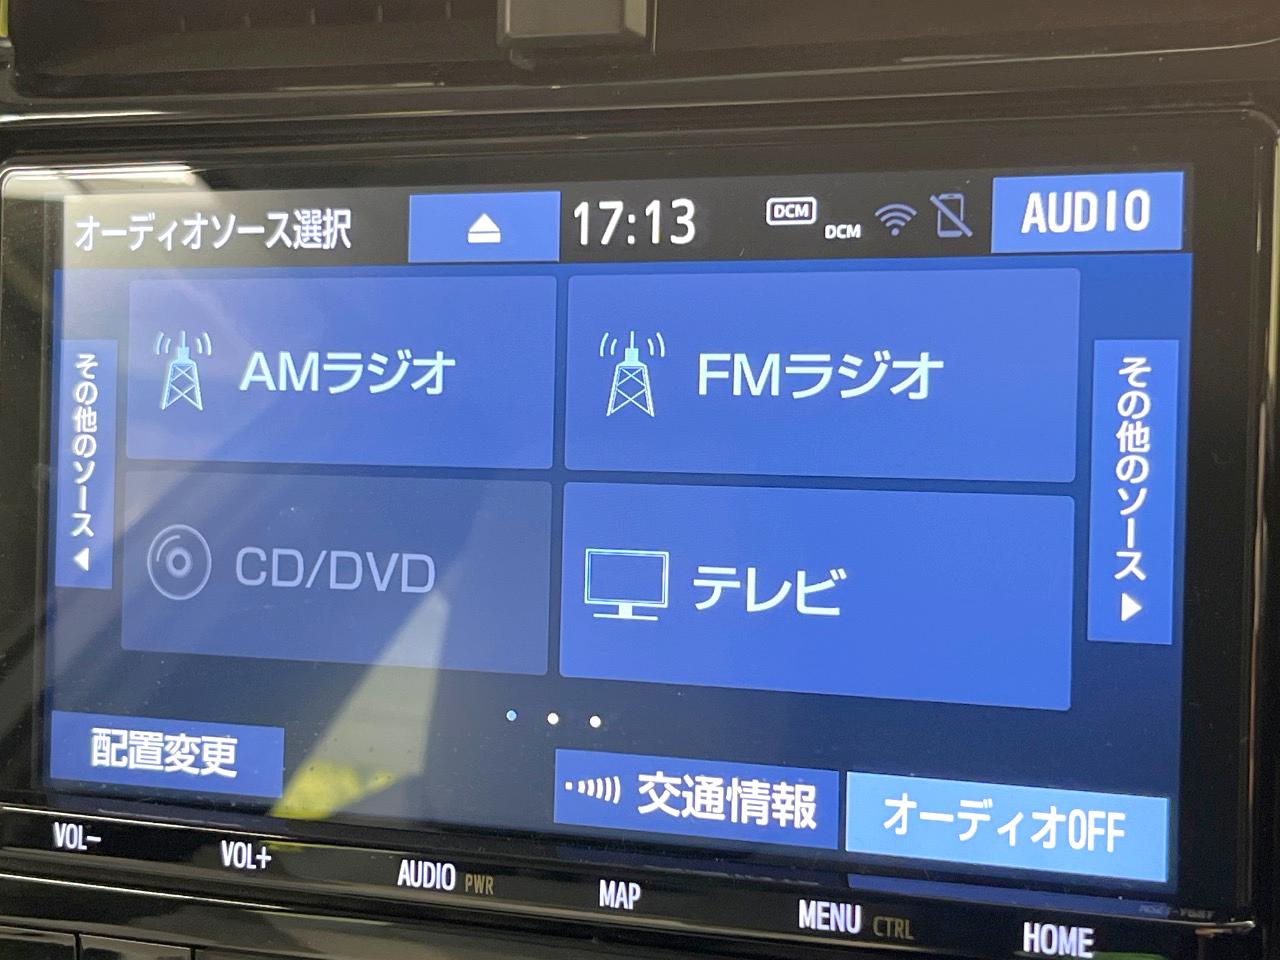 オーディオソース選択
17:13
DCM
DCM
AUDIO
その他のソース
AMラジオ
FMラジオ
その他のソース
CD/DVD
テレビ
配置変更
交通情報
オーディオOFF
VOL−
VOL+
AUDIO PWR
MAP
MENU CTRL
HOME